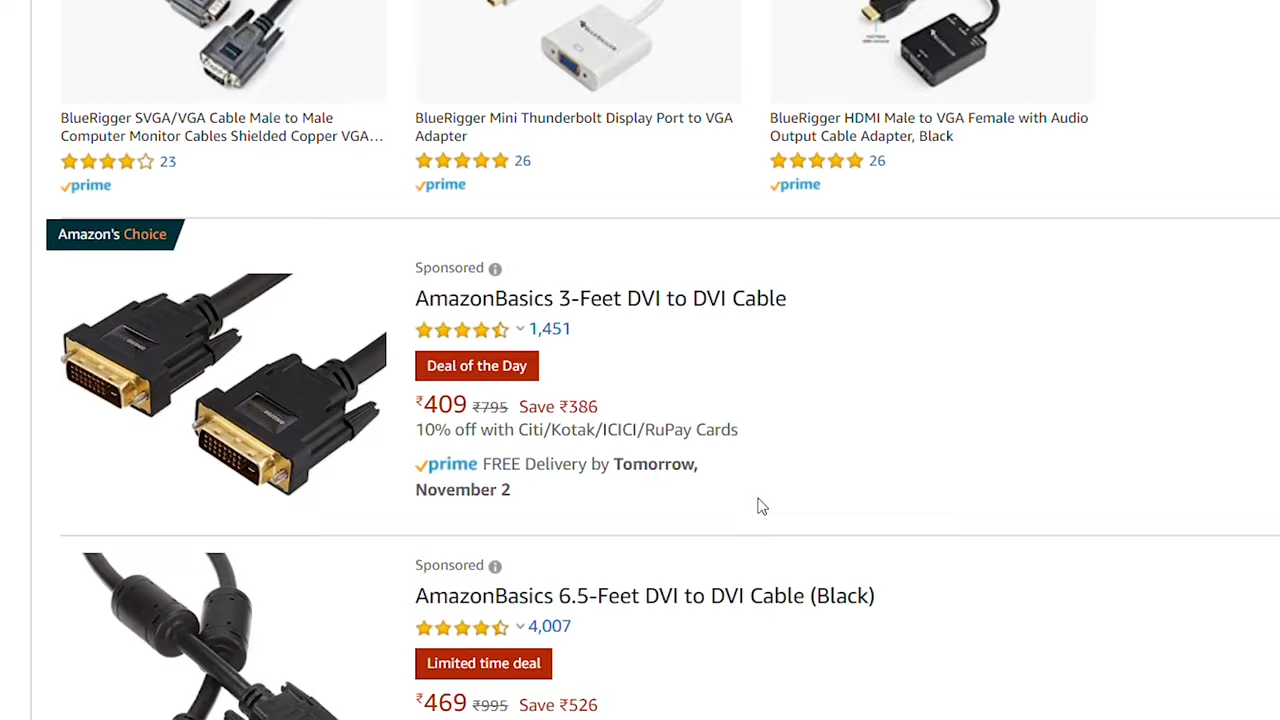 BlueRigger SVGA/VGA Cable Male to Male
Computer Monitor Cables Shielded Copper VGA...
23
prime
BlueRigger Mini Thunderbolt Display Port to VGA
Adapter
26
prime
BlueRigger HDMI Male to VGA Female with Audio
Output Cable Adapter, Black
26
prime
Amazon's Choice
Sponsored
AmazonBasics 3-Feet DVI to DVI Cable
1,451
Deal of the Day
₹409 ₹795 Save ₹386
10% off with Citi/Kotak/ICICI/RuPay Cards
prime FREE Delivery by Tomorrow,
November 2
Sponsored
AmazonBasics 6.5-Feet DVI to DVI Cable (Black)
4,007
Limited time deal
₹469 ₹995 Save ₹526